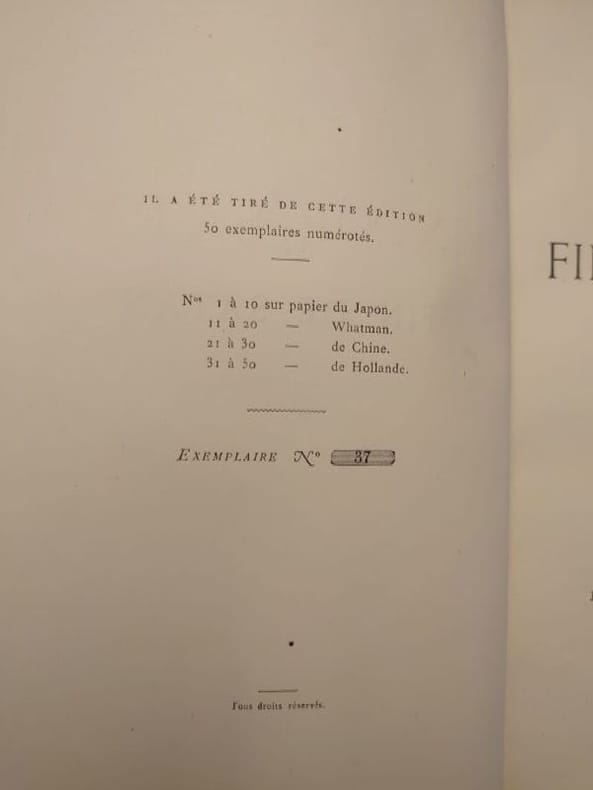 IL A ÉTÉ TIRÉ DE CETTE ÉDITION
50 exemplaires numérotés.
Nos 1 à 10 sur papier du Japon.
11 à 20 — Whatman.
21 à 30 — de Chine.
31 à 50 — de Hollande.
EXEMPLAIRE No 37
Tous droits réservés.
FI